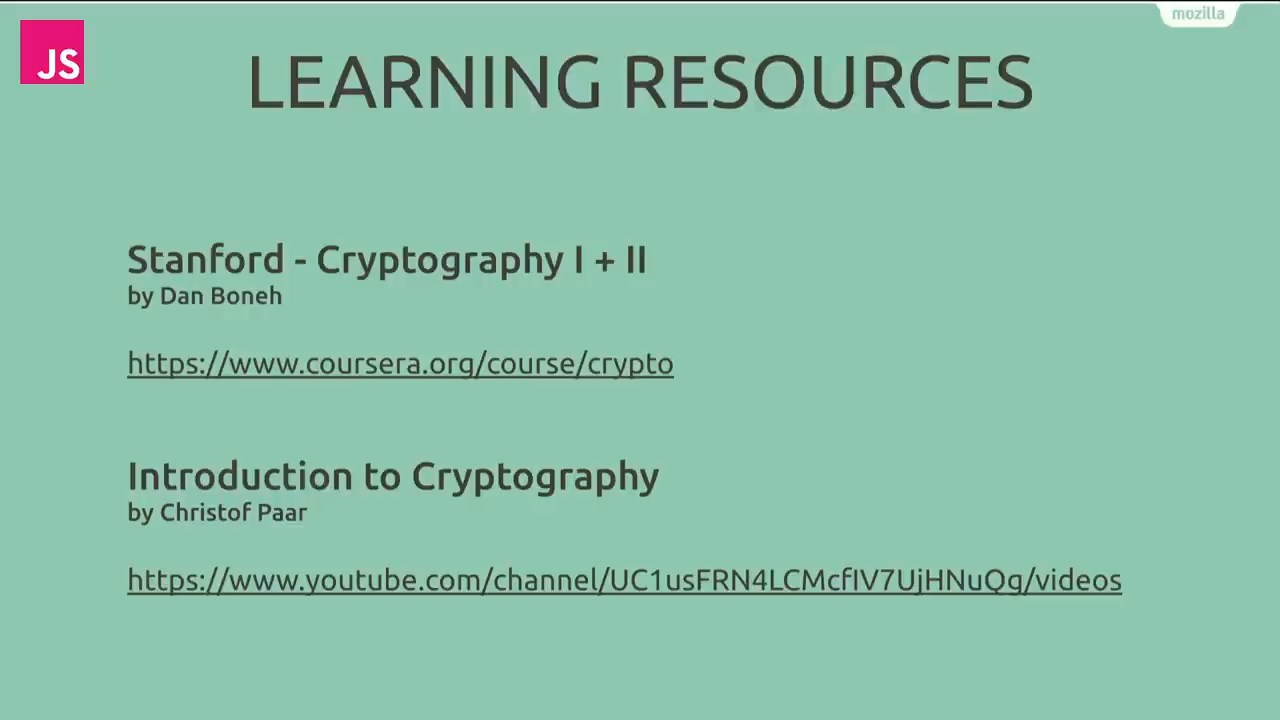 mozilla
JS
LEARNING RESOURCES
Stanford - Cryptography I + II
by Dan Boneh
https://www.coursera.org/course/crypto
Introduction to Cryptography
by Christof Paar
https://www.youtube.com/channel/UC1usFRN4LCMcfIV7UjHNuQg/videos